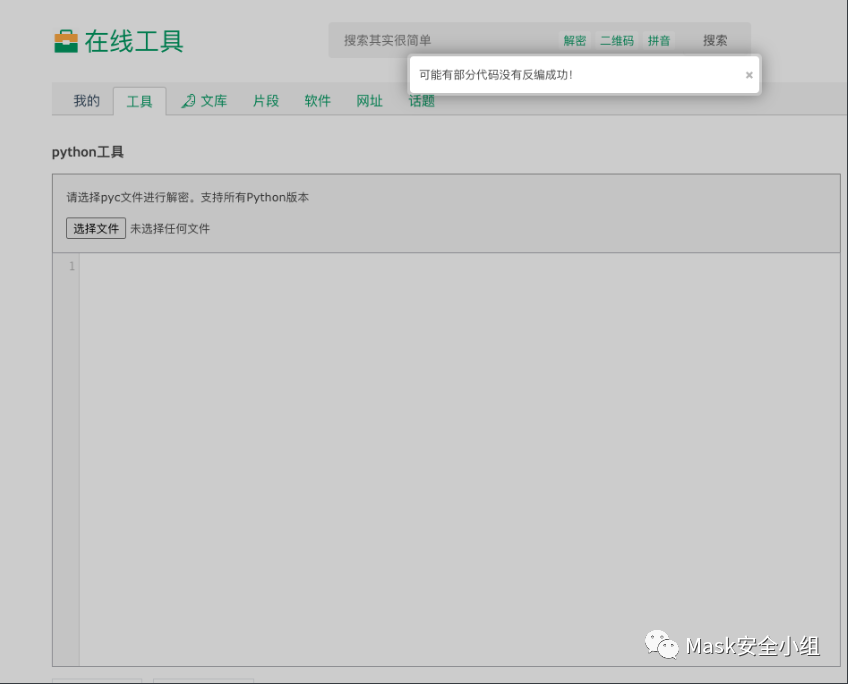 在线工具
搜索其实很简单 解密 二维码 拼音 搜索
可能有部分代码没有反编成功！ ×
我的 工具 文库 片段 软件 网址 话题
python工具
请选择pyc文件进行解密。支持所有Python版本
选择文件 未选择任何文件
1
Mask安全小组